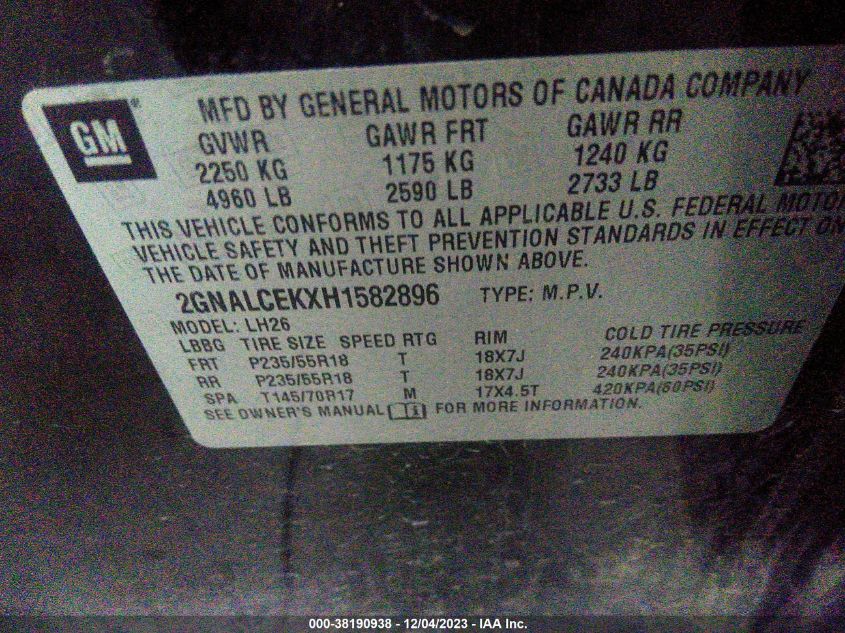 GM ® MFD BY GENERAL MOTORS OF CANADA COMPANY
GVWR GAWR FRT GAWR RR
2250 KG 1175 KG 1240 KG
4960 LB 2590 LB 2733 LB
THIS VEHICLE CONFORMS TO ALL APPLICABLE U.S. FEDERAL MOTOR
VEHICLE SAFETY AND THEFT PREVENTION STANDARDS IN EFFECT ON
THE DATE OF MANUFACTURE SHOWN ABOVE.
2GNALCEKXH1582896 TYPE: M.P.V.
MODEL: LH26
LBBG TIRE SIZE SPEED RTG RIM COLD TIRE PRESSURE
FRT P235/55R18 T 18X7J 240KPA(35PSI)
RR P235/55R18 T 18X7J 240KPA(35PSI)
SPA T145/70R17 M 17X4.5T 420KPA(60PSI)
SEE OWNER'S MANUAL FOR MORE INFORMATION.
000-38190938 - 12/04/2023 - IAA Inc.